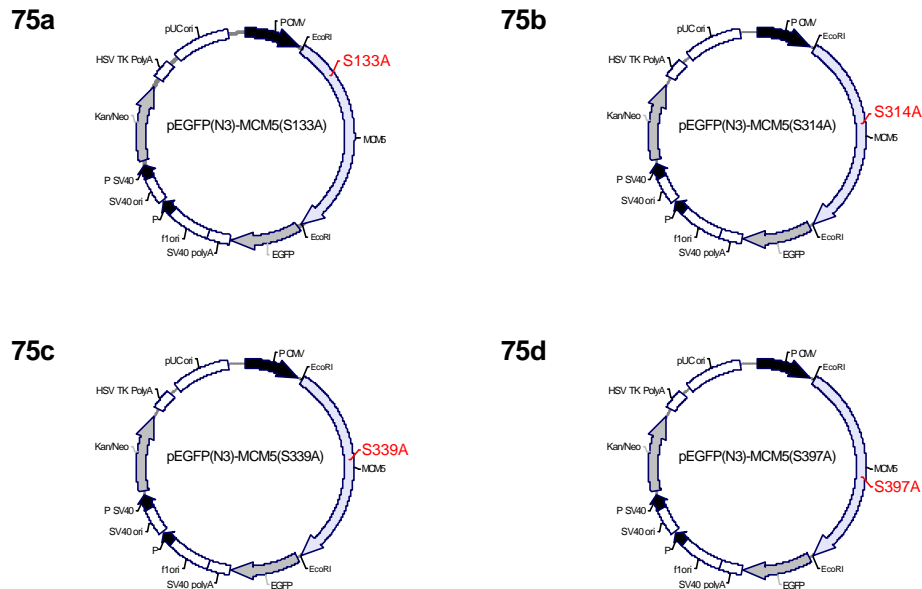 75a
pUC ori
P CMV
EcoRI
HSV TK PolyA
S133A
Kan/Neo
pEGFP(N3)-MCM5(S133A)
MCM5
P SV40
SV40 ori
P
f1 ori
SV40 polyA
EGFP
EcoRI
75b
pUC ori
P CMV
EcoRI
HSV TK PolyA
Kan/Neo
pEGFP(N3)-MCM5(S314A)
S314A
MCM5
P SV40
SV40 ori
P
f1 ori
SV40 polyA
EGFP
EcoRI
75c
pUC ori
P CMV
EcoRI
HSV TK PolyA
Kan/Neo
pEGFP(N3)-MCM5(S339A)
S339A
MCM5
P SV40
SV40 ori
P
f1 ori
SV40 polyA
EGFP
EcoRI
75d
pUC ori
P CMV
EcoRI
HSV TK PolyA
Kan/Neo
pEGFP(N3)-MCM5(S397A)
MCM5
S397A
P SV40
SV40 ori
P
f1 ori
SV40 polyA
EGFP
EcoRI